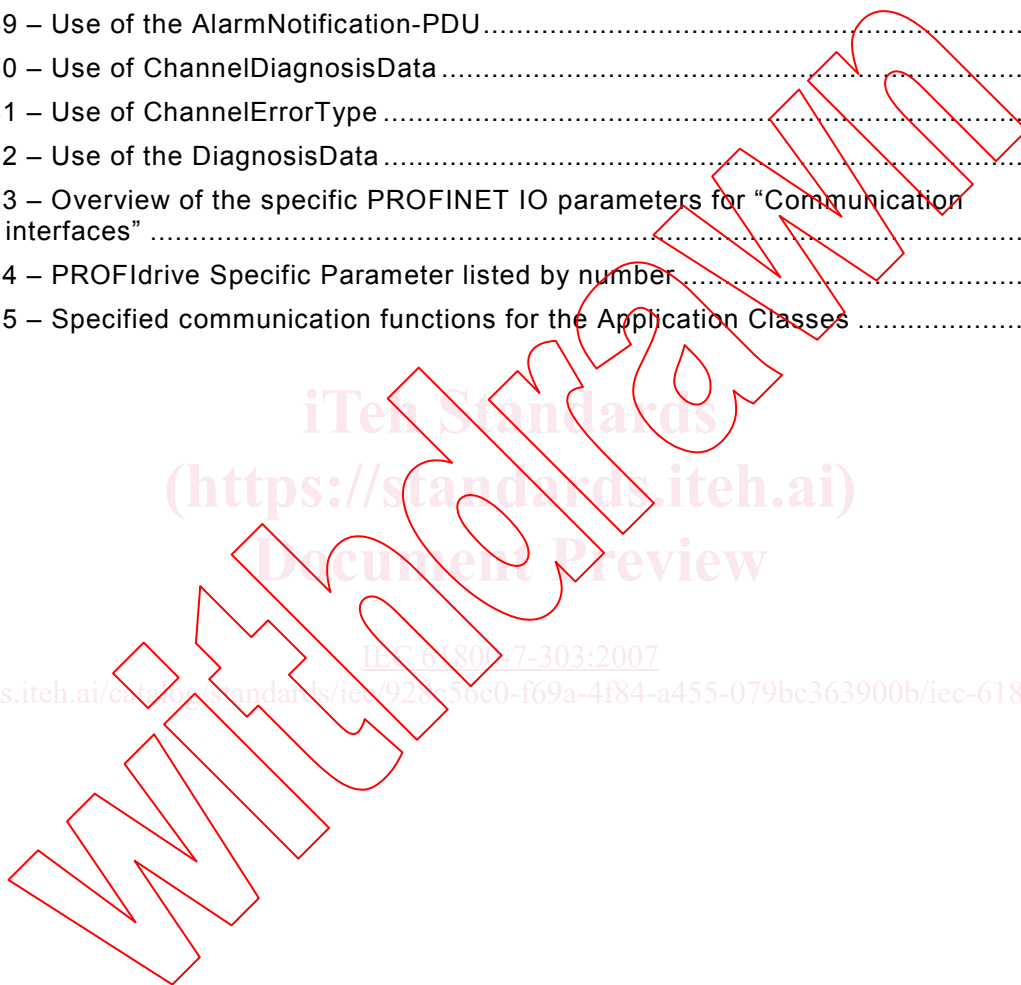 9 – Use of the AlarmNotification-PDU
0 – Use of ChannelDiagnosisData
1 – Use of ChannelErrorType
2 – Use of the DiagnosisData
3 – Overview of the specific PROFINET IO parameters for “Communication
interfaces”
4 – PROFIdrive Specific Parameter listed by number
5 – Specified communication functions for the Application Classes
iTeh Standards
(https://standards.iteh.ai)
Document Preview
IEC 61800-7-303:2007
s.iteh.ai/catalog/standards/iec/928c56c0-f69a-4f84-a455-079bc363900b/iec-618
withdrawn